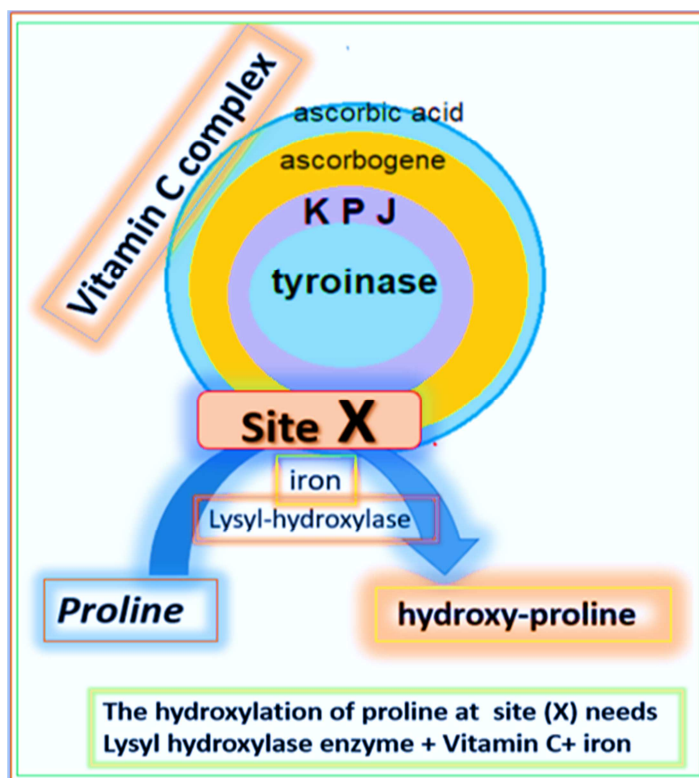 Vitamin C complex
ascorbic acid
ascorbogene
K P J
tyroinase
Site X
iron
Lysyl-hydroxylase
Proline
hydroxy-proline
The hydroxylation of proline at site (X) needs
Lysyl hydroxylase enzyme + Vitamin C+ iron